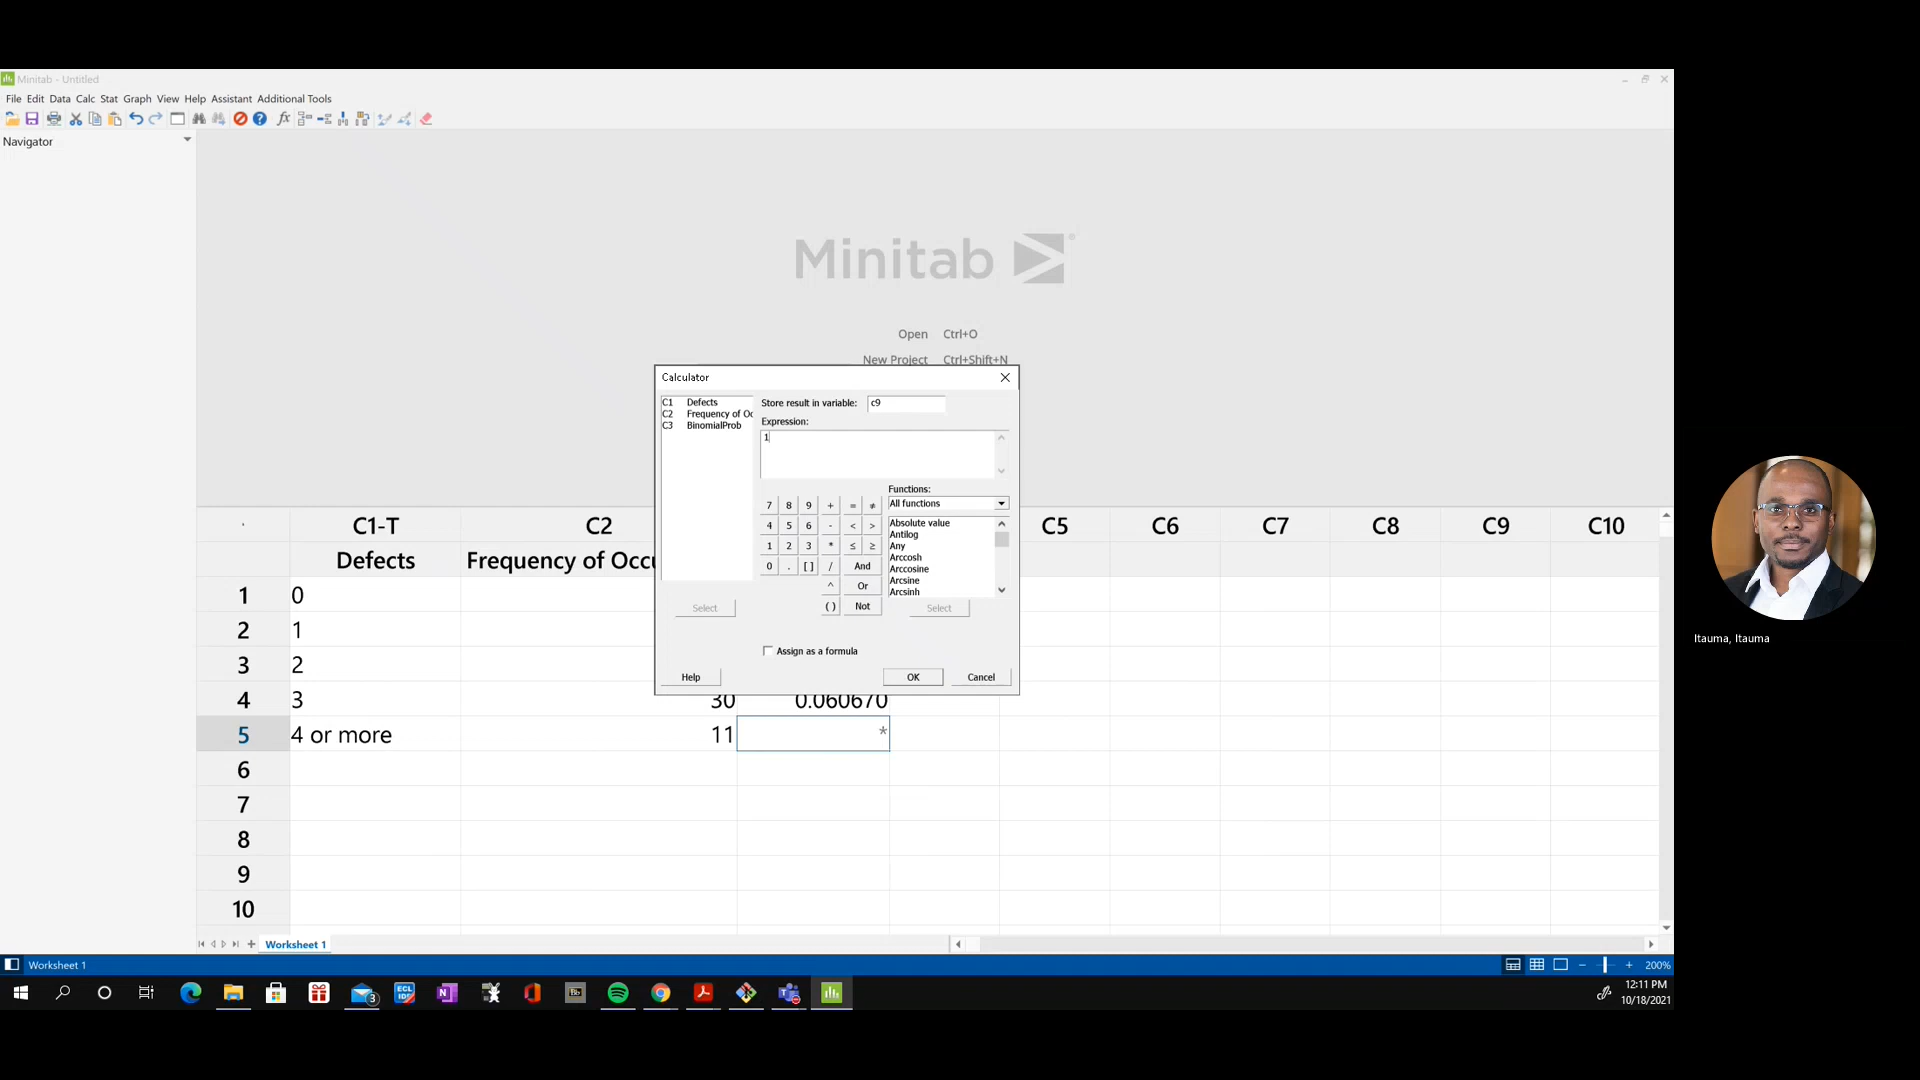 Minitab - Untitled
File Edit Data Calc Stat Graph View Help Assistant Additional Tools
Navigator
Minitab
Open Ctrl+O
New Project Ctrl+Shift+N
Calculator
C1 Defects
C2 Frequency of Oc
C3 BinomialProb
Store result in variable: c9
Expression:
1
Functions:
All functions
7 8 9 + = ≠
4 5 6 - < >
1 2 3 * ≤ ≥
0 . [ ] / And
^ Or
( ) Not
Absolute value
Antilog
Any
Arccosh
Arccosine
Arcsine
Arcsinh
Select
Select
Assign as a formula
Help
OK
Cancel
C1-T C2 C5 C6 C7 C8 C9 C10
Defects Frequency of Occu
1 0
2 1
3 2
4 3 30 0.060670
5 4 or more 11 *
6
7
8
9
10
Worksheet 1
Worksheet 1
200%
12:11 PM
10/18/2021
Itauma, Itauma
ECL
IDF
N
Bb
3